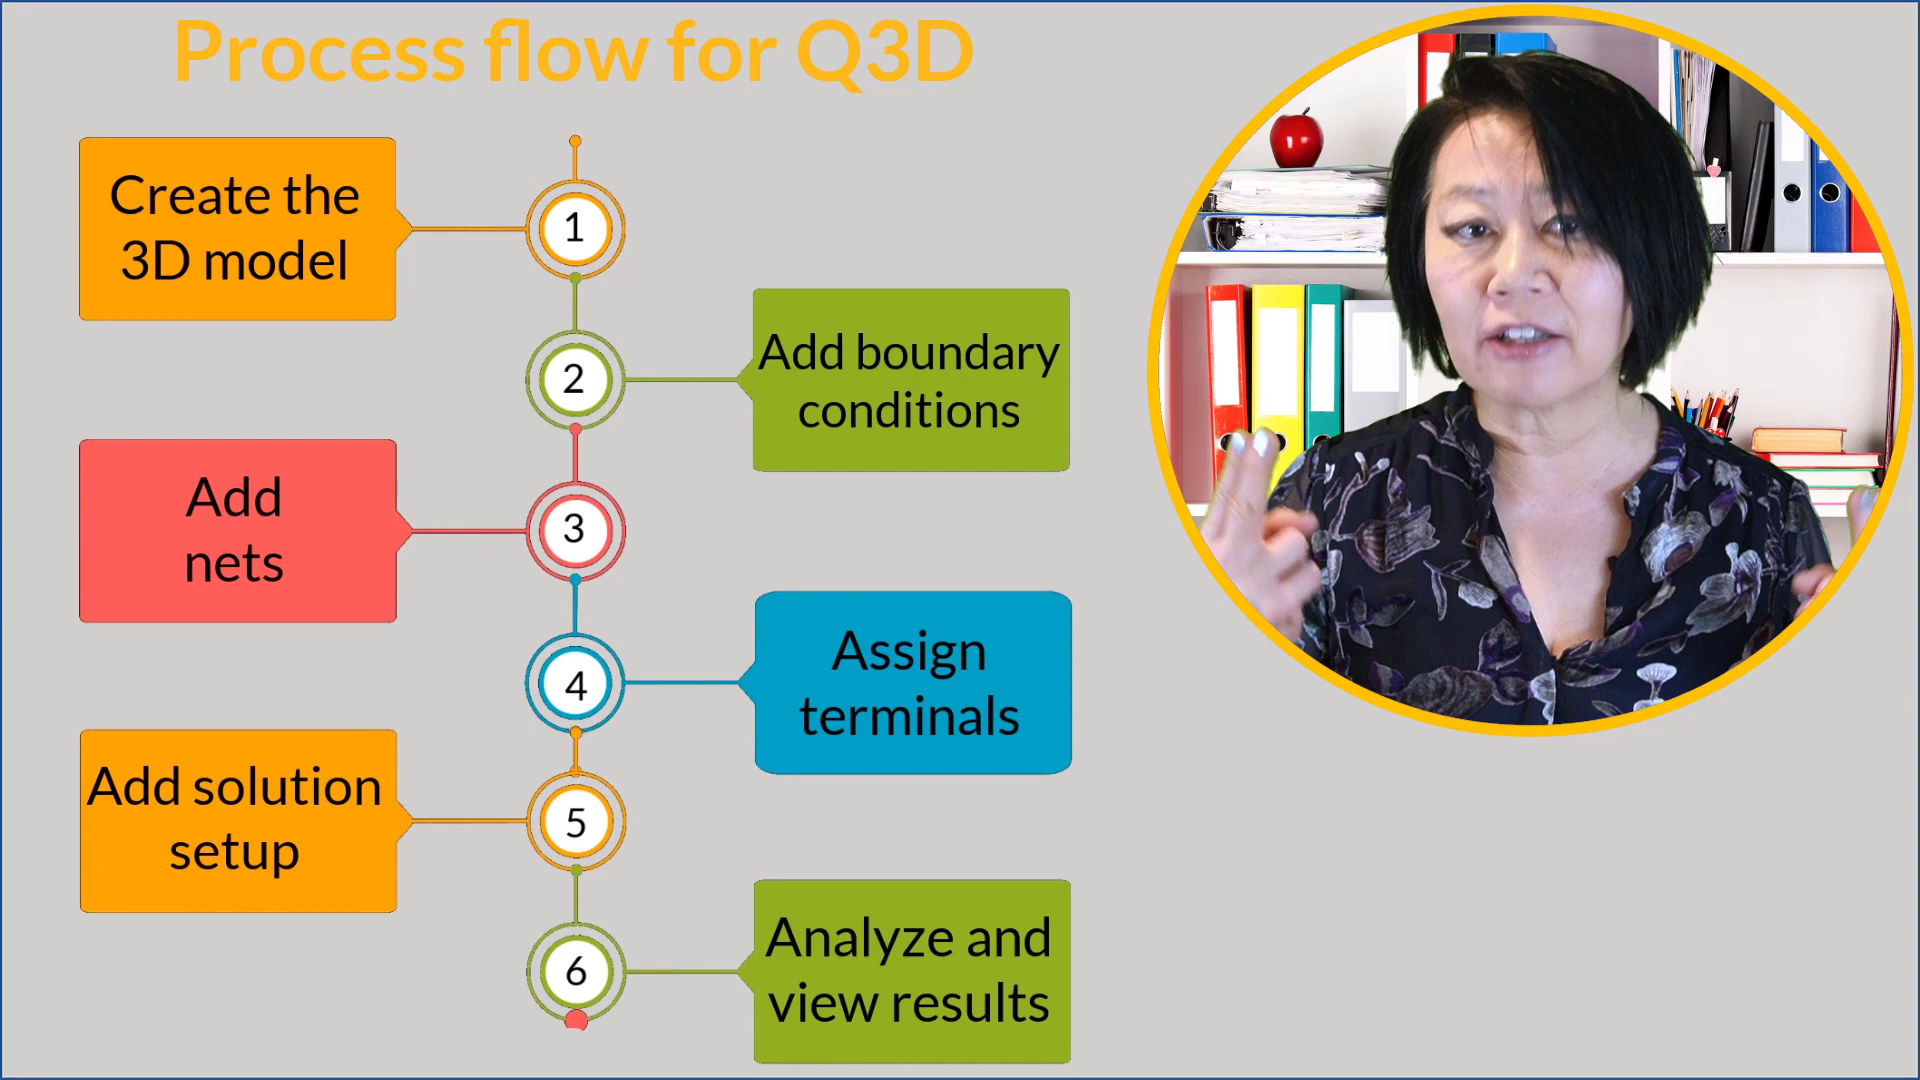 Process flow for Q3D
1
Create the
3D model
2
Add boundary
conditions
3
Add
nets
4
Assign
terminals
5
Add solution
setup
6
Analyze and
view results